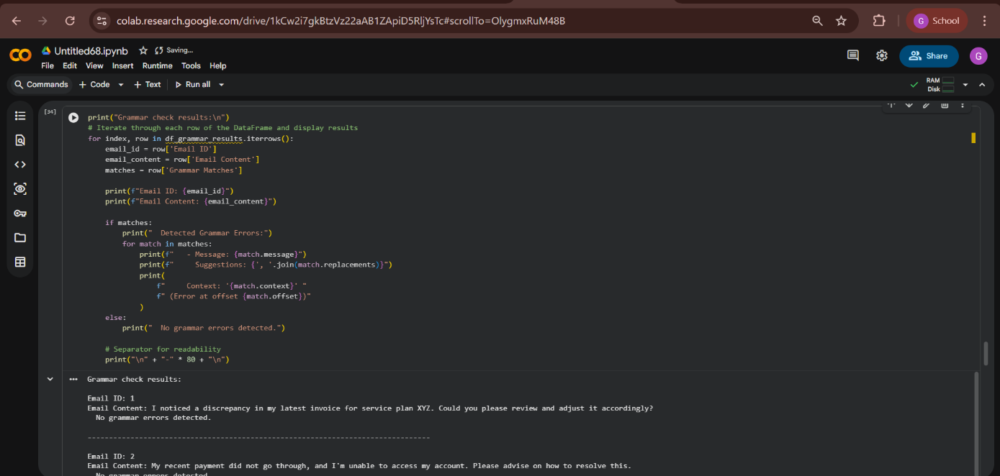 colab.research.google.com/drive/1kCw2i7gkBtzVz22aAB1ZApiD5RljYsTc#scrollTo=OlygmxRuM48B
G School
Untitled68.ipynb Saving...
File Edit View Insert Runtime Tools Help
Share G
Commands + Code + Text Run all
RAM
Disk
[34]
print("Grammar check results:\n")
# Iterate through each row of the DataFrame and display results
for index, row in df_grammar_results.iterrows():
    email_id = row['Email ID']
    email_content = row['Email Content']
    matches = row['Grammar Matches']
    print(f"Email ID: {email_id}")
    print(f"Email Content: {email_content}")
    if matches:
        print("  Detected Grammar Errors:")
        for match in matches:
            print(f"   - Message: {match.message}")
            print(f"     Suggestions: {', '.join(match.replacements)}")
            print(
                f"     Context: '{match.context}' "
                f" (Error at offset {match.offset})"
            )
    else:
        print("  No grammar errors detected.")
    # Separator for readability
    print("\n" + "-" * 80 + "\n")
Grammar check results:
Email ID: 1
Email Content: I noticed a discrepancy in my latest invoice for service plan XYZ. Could you please review and adjust it accordingly?
  No grammar errors detected.
--------------------------------------------------------------------------------
Email ID: 2
Email Content: My recent payment did not go through, and I'm unable to access my account. Please advise on how to resolve this.
  No grammar errors detected.